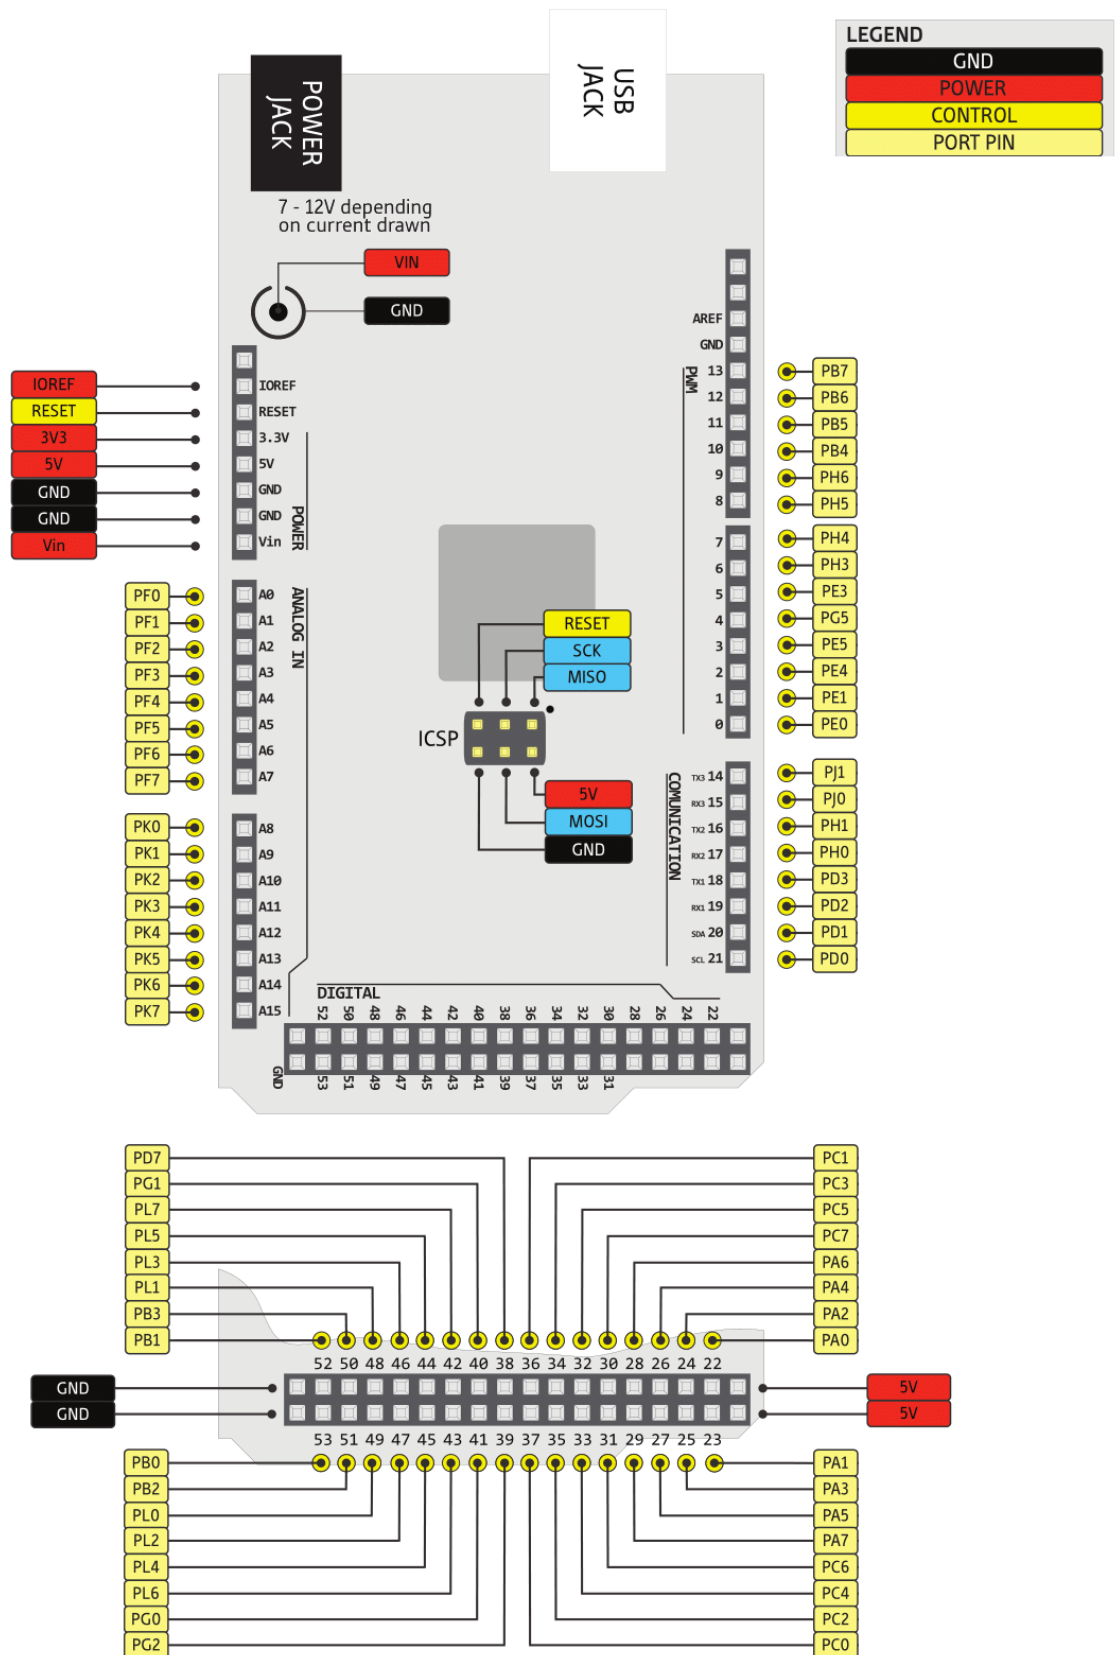 LEGEND
GND
POWER
CONTROL
PORT PIN
POWER
JACK
USB
JACK
7 - 12V depending
on current drawn
VIN
GND
IOREF
RESET
3V3
5V
GND
GND
Vin
IOREF
RESET
3.3V
5V
GND
GND
Vin
POWER
PF0
PF1
PF2
PF3
PF4
PF5
PF6
PF7
A0
A1
A2
A3
A4
A5
A6
A7
ANALOG IN
PK0
PK1
PK2
PK3
PK4
PK5
PK6
PK7
A8
A9
A10
A11
A12
A13
A14
A15
RESET
SCK
MISO
ICSP
5V
MOSI
GND
AREF
GND
13
12
11
10
9
8
PWM
7
6
5
4
3
2
1
0
PB7
PB6
PB5
PB4
PH6
PH5
PH4
PH3
PE3
PG5
PE5
PE4
PE1
PE0
COMUNICATION
TX3 14
RX3 15
TX2 16
RX2 17
TX1 18
RX1 19
SDA 20
SCL 21
PJ1
PJ0
PH1
PH0
PD3
PD2
PD1
PD0
DIGITAL
52 50 48 46 44 42 40 38 36 34 32 30 28 26 24 22
GND 53 51 49 47 45 43 41 39 37 35 33 31
PD7
PG1
PL7
PL5
PL3
PL1
PB3
PB1
PC1
PC3
PC5
PC7
PA6
PA4
PA2
PA0
52 50 48 46 44 42 40 38 36 34 32 30 28 26 24 22
GND
GND
5V
5V
53 51 49 47 45 43 41 39 37 35 33 31 29 27 25 23
PB0
PB2
PL0
PL2
PL4
PL6
PG0
PG2
PA1
PA3
PA5
PA7
PC6
PC4
PC2
PC0